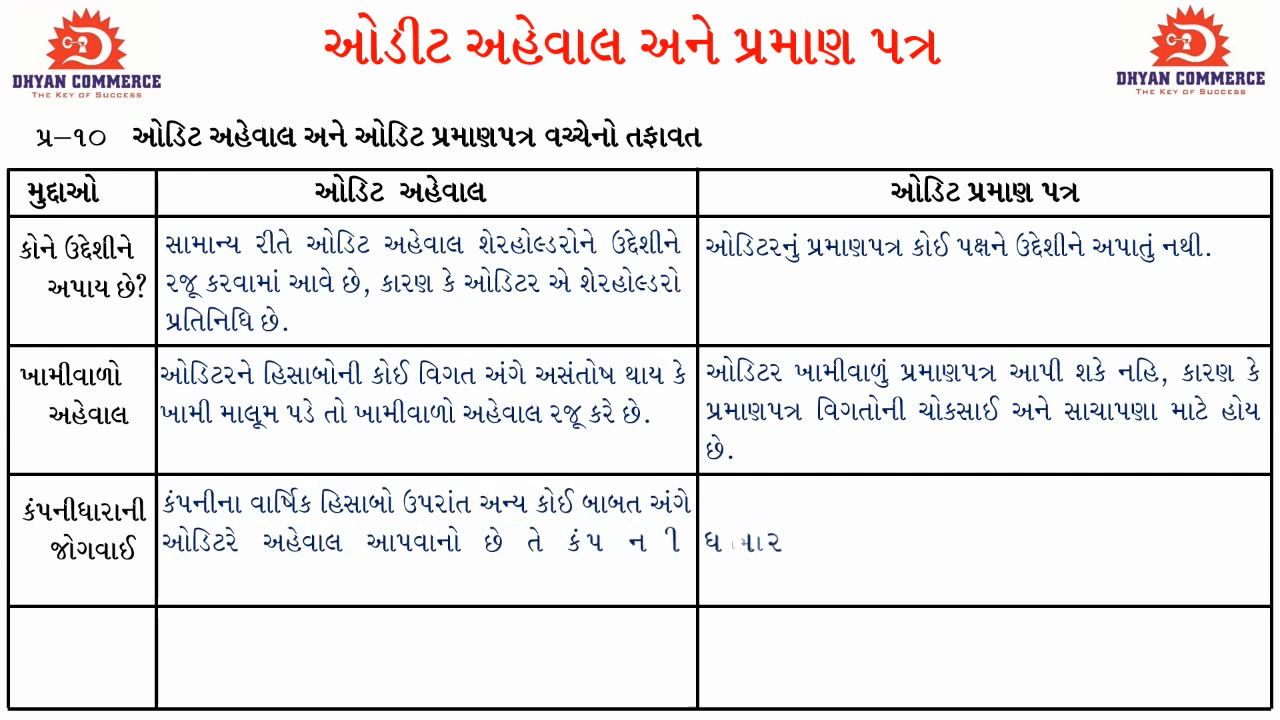 DHYAN COMMERCE
THE KEY OF SUCCESS
ઓડીટ અહેવાલ અને પ્રમાણ પત્ર
DHYAN COMMERCE
THE KEY OF SUCCESS
પ્ર–૧૦ ઓડિટ અહેવાલ અને ઓડિટ પ્રમાણપત્ર વચ્ચેનો તફાવત
મુદ્દાઓ
ઓડિટ અહેવાલ
ઓડિટ પ્રમાણ પત્ર
કોને ઉદ્દેશીને
અપાય છે?
સામાન્ય રીતે ઓડિટ અહેવાલ શેરહોલ્ડરોને ઉદ્દેશીને
રજૂ કરવામાં આવે છે, કારણ કે ઓડિટર એ શેરહોલ્ડરો
પ્રતિનિધિ છે.
ઓડિટરનું પ્રમાણપત્ર કોઈ પક્ષને ઉદ્દેશીને અપાતું નથી.
ખામીવાળો
અહેવાલ
ઓડિટરને હિસાબોની કોઈ વિગત અંગે અસંતોષ થાય કે
ખામી માલૂમ પડે તો ખામીવાળો અહેવાલ રજૂ કરે છે.
ઓડિટર ખામીવાળું પ્રમાણપત્ર આપી શકે નહિ, કારણ કે
પ્રમાણપત્ર વિગતોની ચોકસાઈ અને સાચાપણા માટે હોય
છે.
કંપનીધારાની
જોગવાઈ
કંપનીના વાર્ષિક હિસાબો ઉપરાંત અન્ય કોઈ બાબત અંગે
ઓડિટરે અહેવાલ આપવાનો છે તે